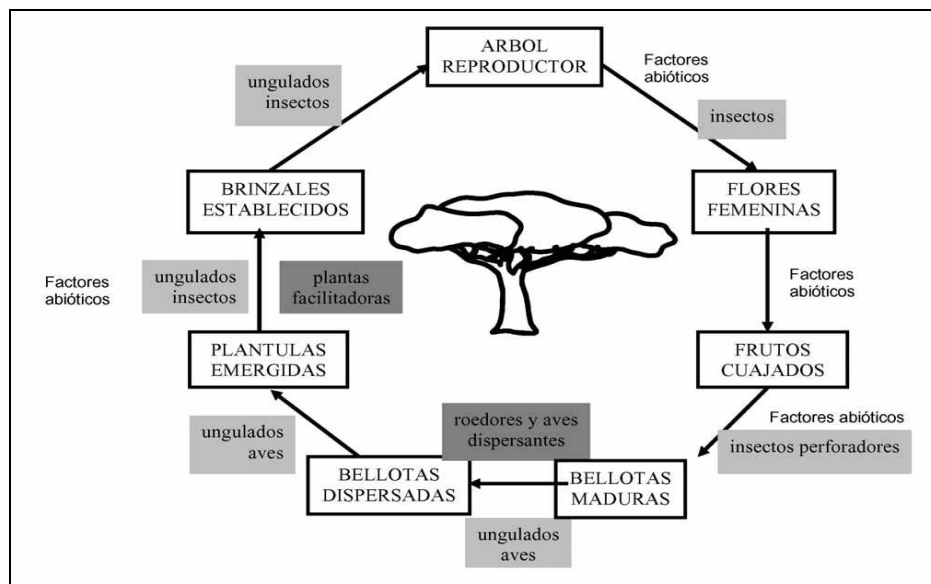 ARBOL
REPRODUCTOR
Factores
abióticos
insectos
FLORES
FEMENINAS
Factores
abióticos
FRUTOS
CUAJADOS
Factores abióticos
insectos perforadores
BELLOTAS
MADURAS
roedores y aves
dispersantes
ungulados
aves
BELLOTAS
DISPERSADAS
ungulados
aves
PLANTULAS
EMERGIDAS
Factores
abióticos
ungulados
insectos
plantas
facilitadoras
BRINZALES
ESTABLECIDOS
ungulados
insectos